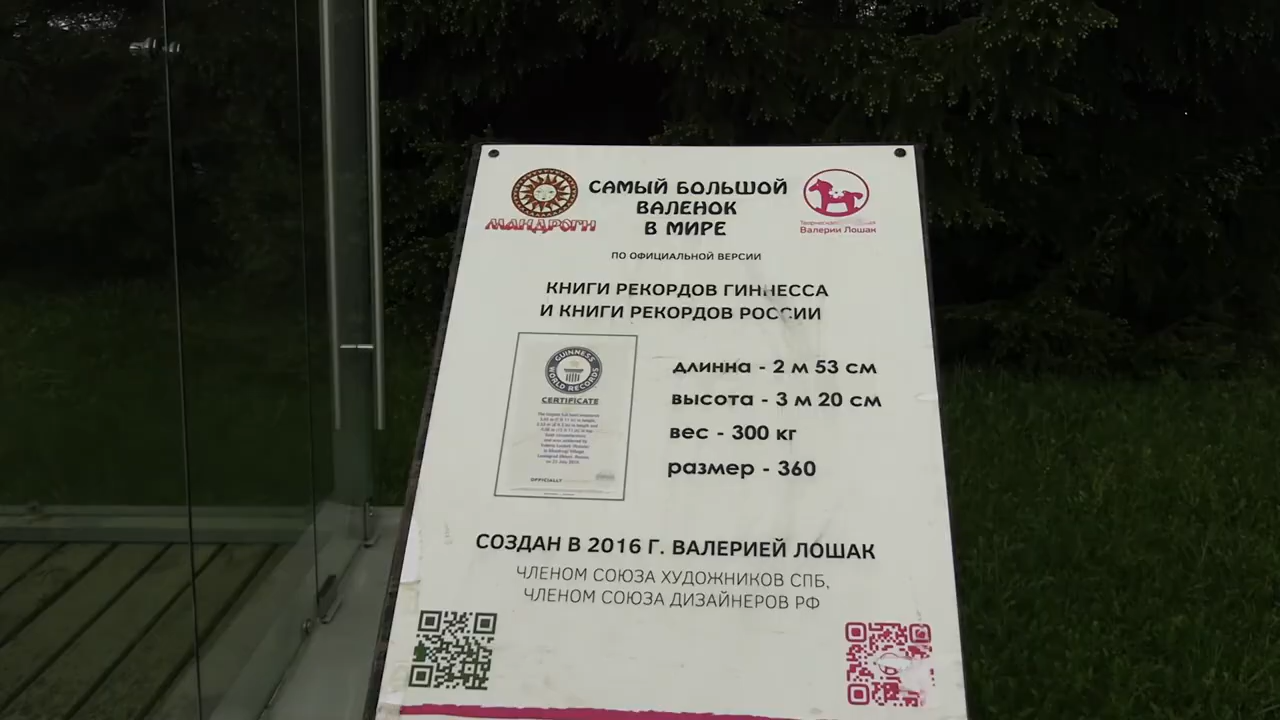 МАНДРОГИ
САМЫЙ БОЛЬШОЙ
ВАЛЕНОК
В МИРЕ
Творческая
Валерии Лошак
ПО ОФИЦИАЛЬНОЙ ВЕРСИИ
КНИГИ РЕКОРДОВ ГИННЕССА
И КНИГИ РЕКОРДОВ РОССИИ
GUINNESS
WORLD RECORDS
CERTIFICATE
OFFICIALLY
длинна - 2 м 53 см
высота - 3 м 20 см
вес - 300 кг
размер - 360
СОЗДАН В 2016 Г. ВАЛЕРИЕЙ ЛОШАК
ЧЛЕНОМ СОЮЗА ХУДОЖНИКОВ СПБ,
ЧЛЕНОМ СОЮЗА ДИЗАЙНЕРОВ РФ